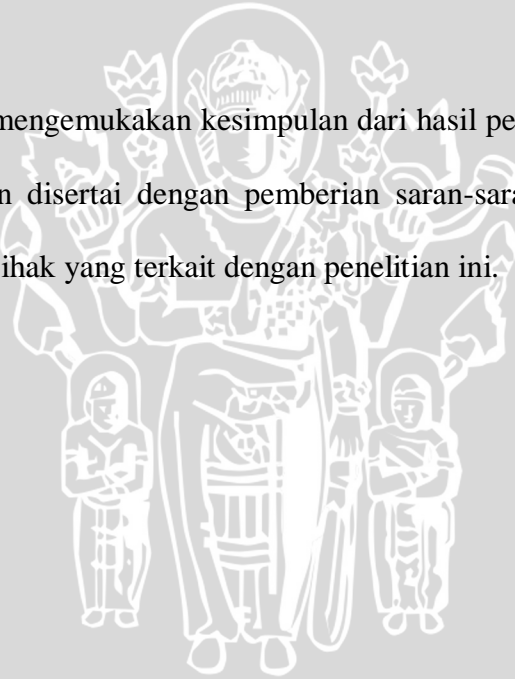 mengemukakan kesimpulan dari hasil pe
n disertai dengan pemberian saran-sara
ihak yang terkait dengan penelitian ini.